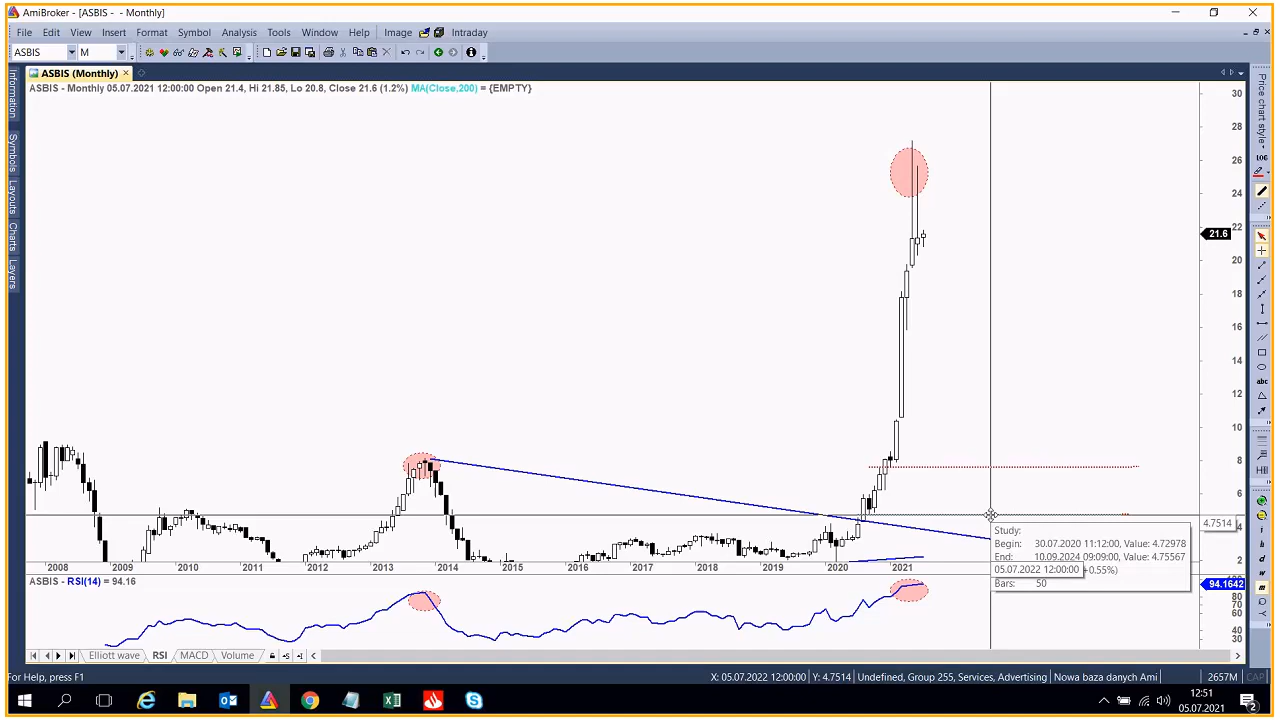 AmiBroker - [ASBIS - - Monthly]
File Edit View Insert Format Symbol Analysis Tools Window Help Image Intraday
ASBIS M
ASBIS (Monthly)
ASBIS - Monthly 05.07.2021 12:00:00 Open 21.4, Hi 21.85, Lo 20.8, Close 21.6 (1.2%) MA(Close,200) = {EMPTY}
Information
Symbols
Layouts
Charts
Layers
Price chart style
30
28
26
24
22
21.6
20
18
16
14
12
10
8
6
4.7514
4
2
Study:
Begin: 30.07.2020 11:12:00, Value: 4.72978
End: 10.09.2024 09:09:00, Value: 4.75567
05.07.2022 12:00:00 +0.55%)
Bars: 50
2008 2009 2010 2011 2012 2013 2014 2015 2016 2017 2018 2019 2020 2021
ASBIS - RSI(14) = 94.16
94.1642
80
70
60
40
30
abc
HB
h
d
w
m
Elliott wave RSI MACD Volume
For Help, press F1
X: 05.07.2022 12:00:00 Y: 4.7514 Undefined, Group 255, Services, Advertising Nowa baza danych Ami 2657M CAP
12:51
05.07.2021
2